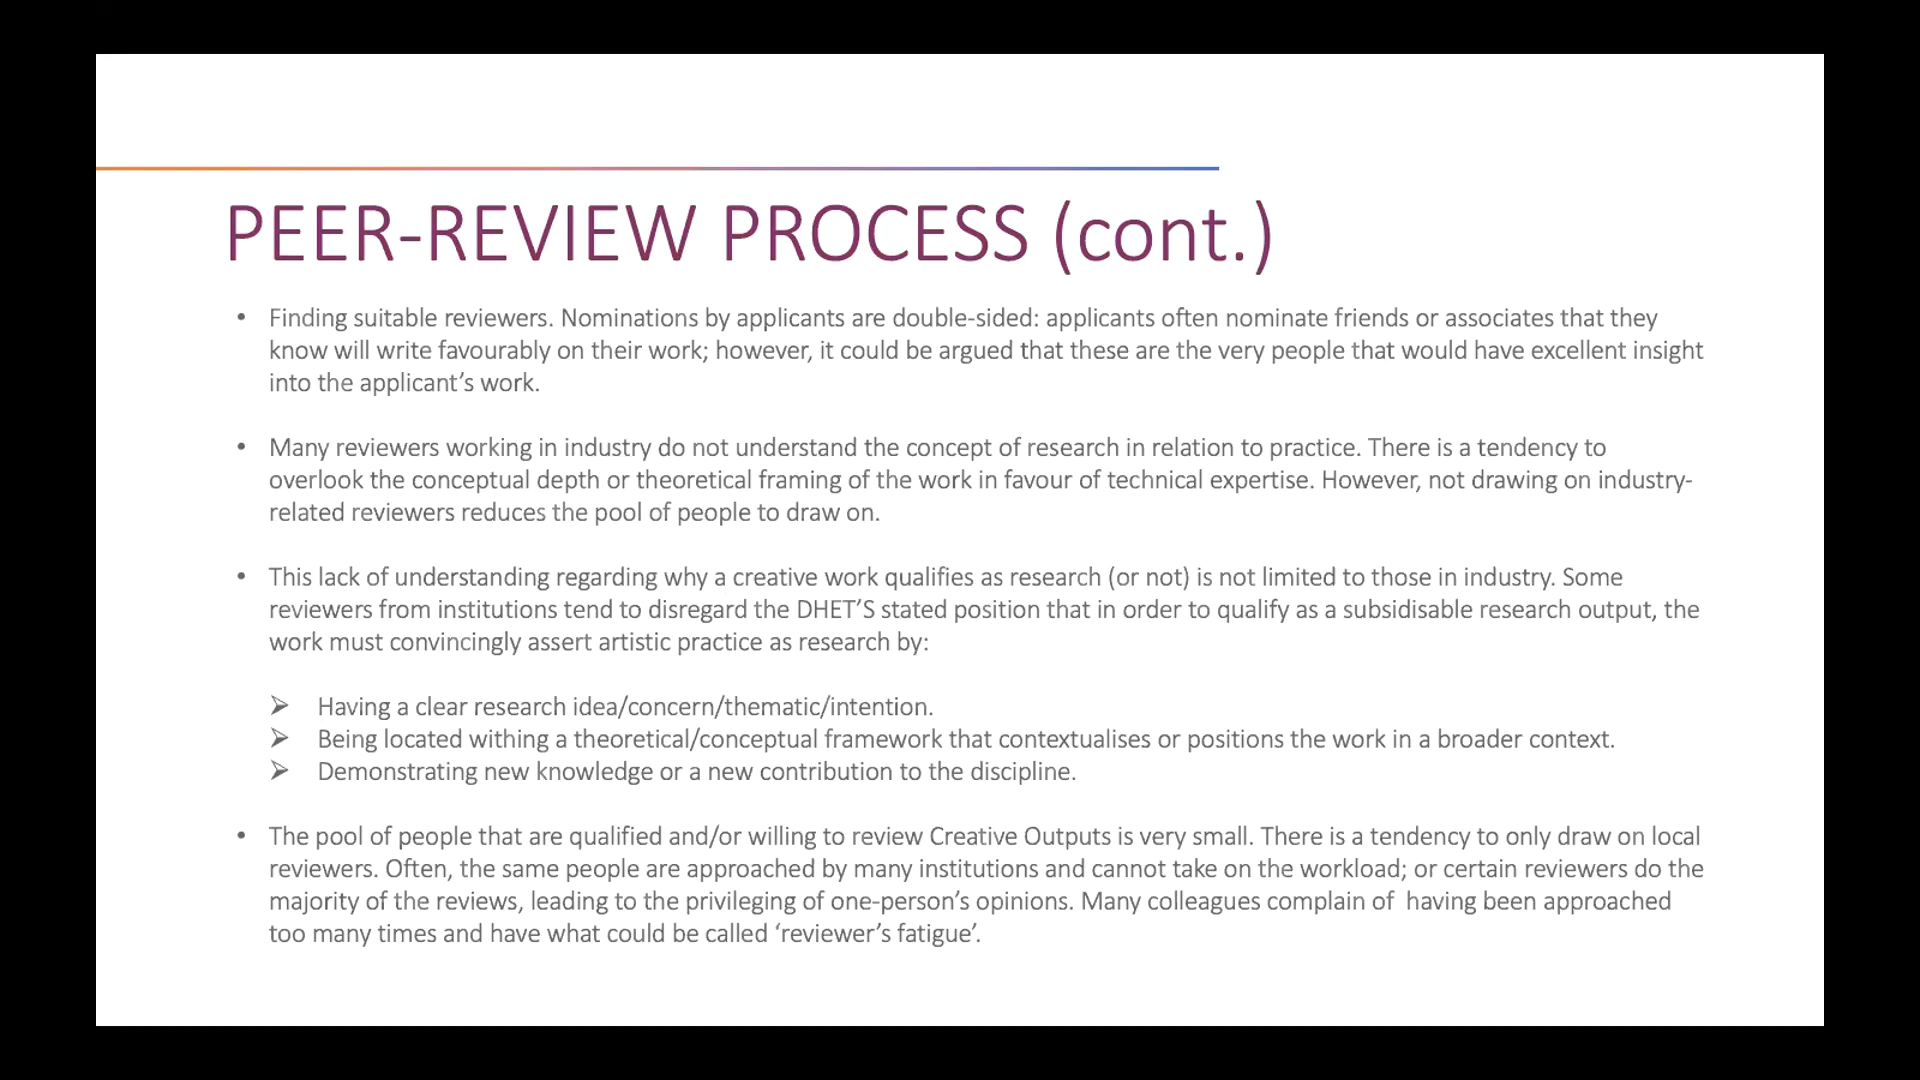 PEER-REVIEW PROCESS (cont.)
• Finding suitable reviewers. Nominations by applicants are double-sided: applicants often nominate friends or associates that they
know will write favourably on their work; however, it could be argued that these are the very people that would have excellent insight
into the applicant’s work.
• Many reviewers working in industry do not understand the concept of research in relation to practice. There is a tendency to
overlook the conceptual depth or theoretical framing of the work in favour of technical expertise. However, not drawing on industry-
related reviewers reduces the pool of people to draw on.
• This lack of understanding regarding why a creative work qualifies as research (or not) is not limited to those in industry. Some
reviewers from institutions tend to disregard the DHET’S stated position that in order to qualify as a subsidisable research output, the
work must convincingly assert artistic practice as research by:
➢ Having a clear research idea/concern/thematic/intention.
➢ Being located withing a theoretical/conceptual framework that contextualises or positions the work in a broader context.
➢ Demonstrating new knowledge or a new contribution to the discipline.
• The pool of people that are qualified and/or willing to review Creative Outputs is very small. There is a tendency to only draw on local
reviewers. Often, the same people are approached by many institutions and cannot take on the workload; or certain reviewers do the
majority of the reviews, leading to the privileging of one-person’s opinions. Many colleagues complain of  having been approached
too many times and have what could be called ‘reviewer’s fatigue’.